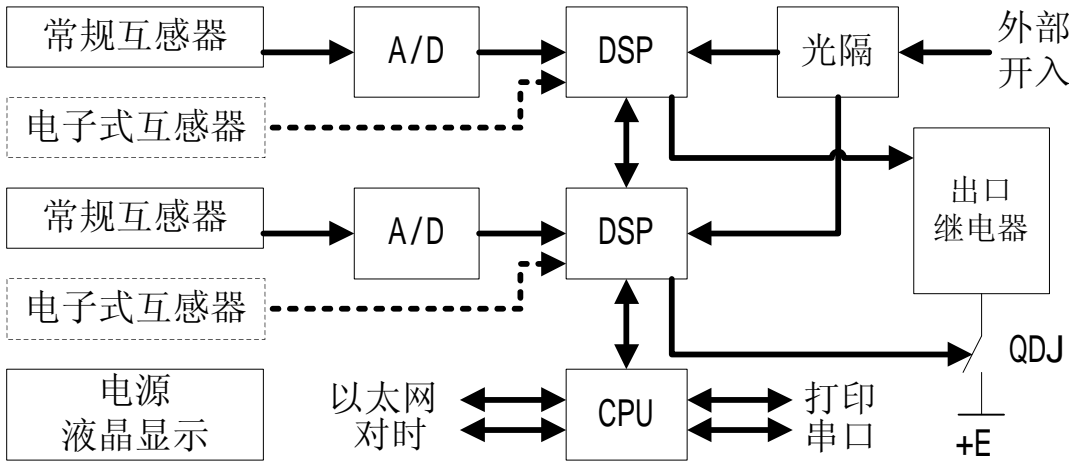 常规互感器
A/D
DSP
光隔
外部
开入
电子式互感器
出口
继电器
常规互感器
A/D
DSP
电子式互感器
QDJ
电源
液晶显示
以太网
对时
CPU
打印
串口
+E